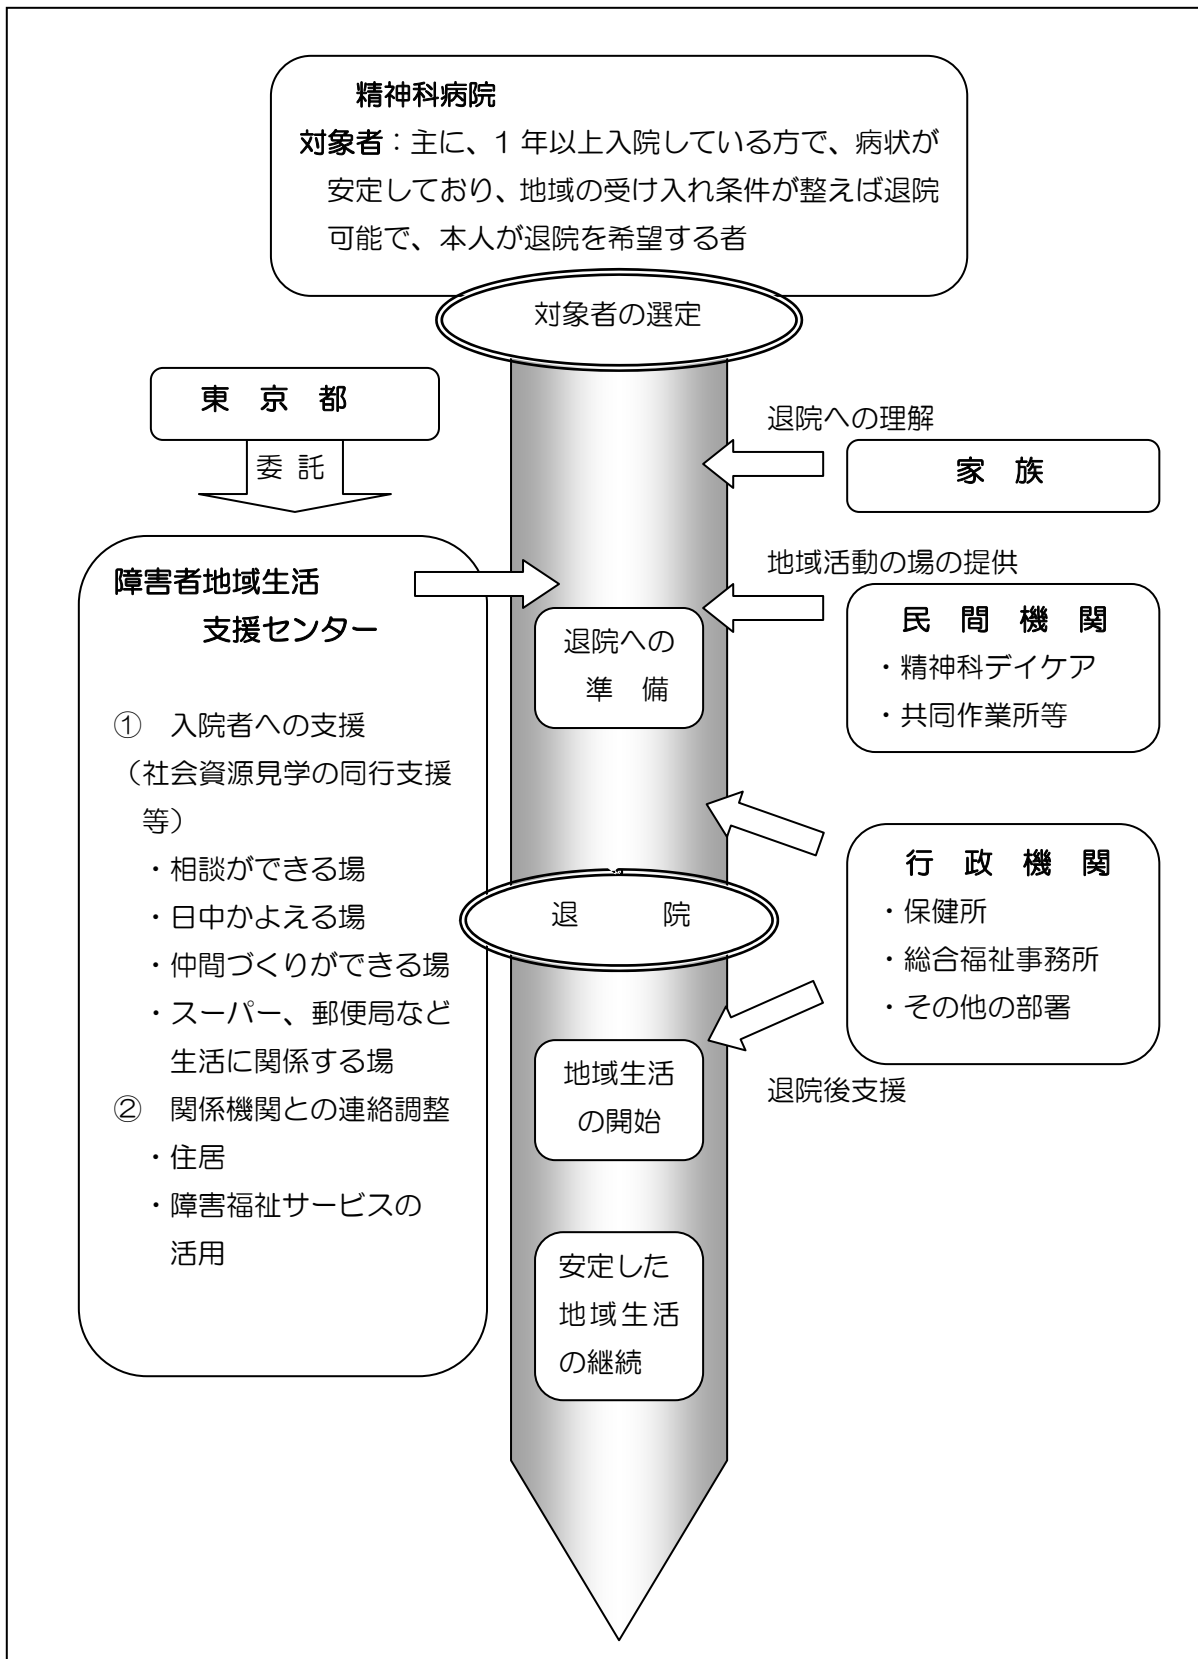 精神科病院
対象者：主に、1 年以上入院している方で、病状が
安定しており、地域の受け入れ条件が整えば退院
可能で、本人が退院を希望する者
対象者の選定
東 京 都
委 託
退院への理解
家 族
障害者地域生活
支援センター
① 入院者への支援
（社会資源見学の同行支援
等）
・相談ができる場
・日中かよえる場
・仲間づくりができる場
・スーパー、郵便局など
生活に関係する場
② 関係機関との連絡調整
・住居
・障害福祉サービスの
活用
地域活動の場の提供
民 間 機 関
・精神科デイケア
・共同作業所等
退院への
準 備
行 政 機 関
・保健所
・総合福祉事務所
・その他の部署
退 院
退院後支援
地域生活
の開始
安定した
地域生活
の継続